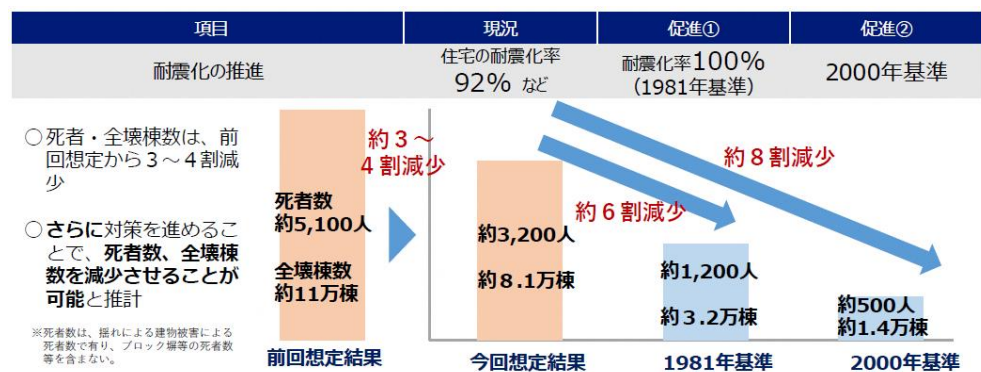 項目
現況
促進①
促進②
耐震化の推進
住宅の耐震化率
92% など
耐震化率100%
（1981年基準）
2000年基準
○死者・全壊棟数は、前
回想定から３～４割減
少
○さらに対策を進めるこ
とで、死者数、全壊棟
数を減少させることが
可能と推計
※死者数は、揺れによる建物被害による
死者数で有り、ブロック塀等の死者数
等を含まない。
死者数
約5,100人
全壊棟数
約11万棟
前回想定結果
約３～
４割減少
約3,200人
約8.1万棟
今回想定結果
約６割減少
約1,200人
約３.２万棟
1981年基準
約８割減少
約500人
約1.4万棟
2000年基準